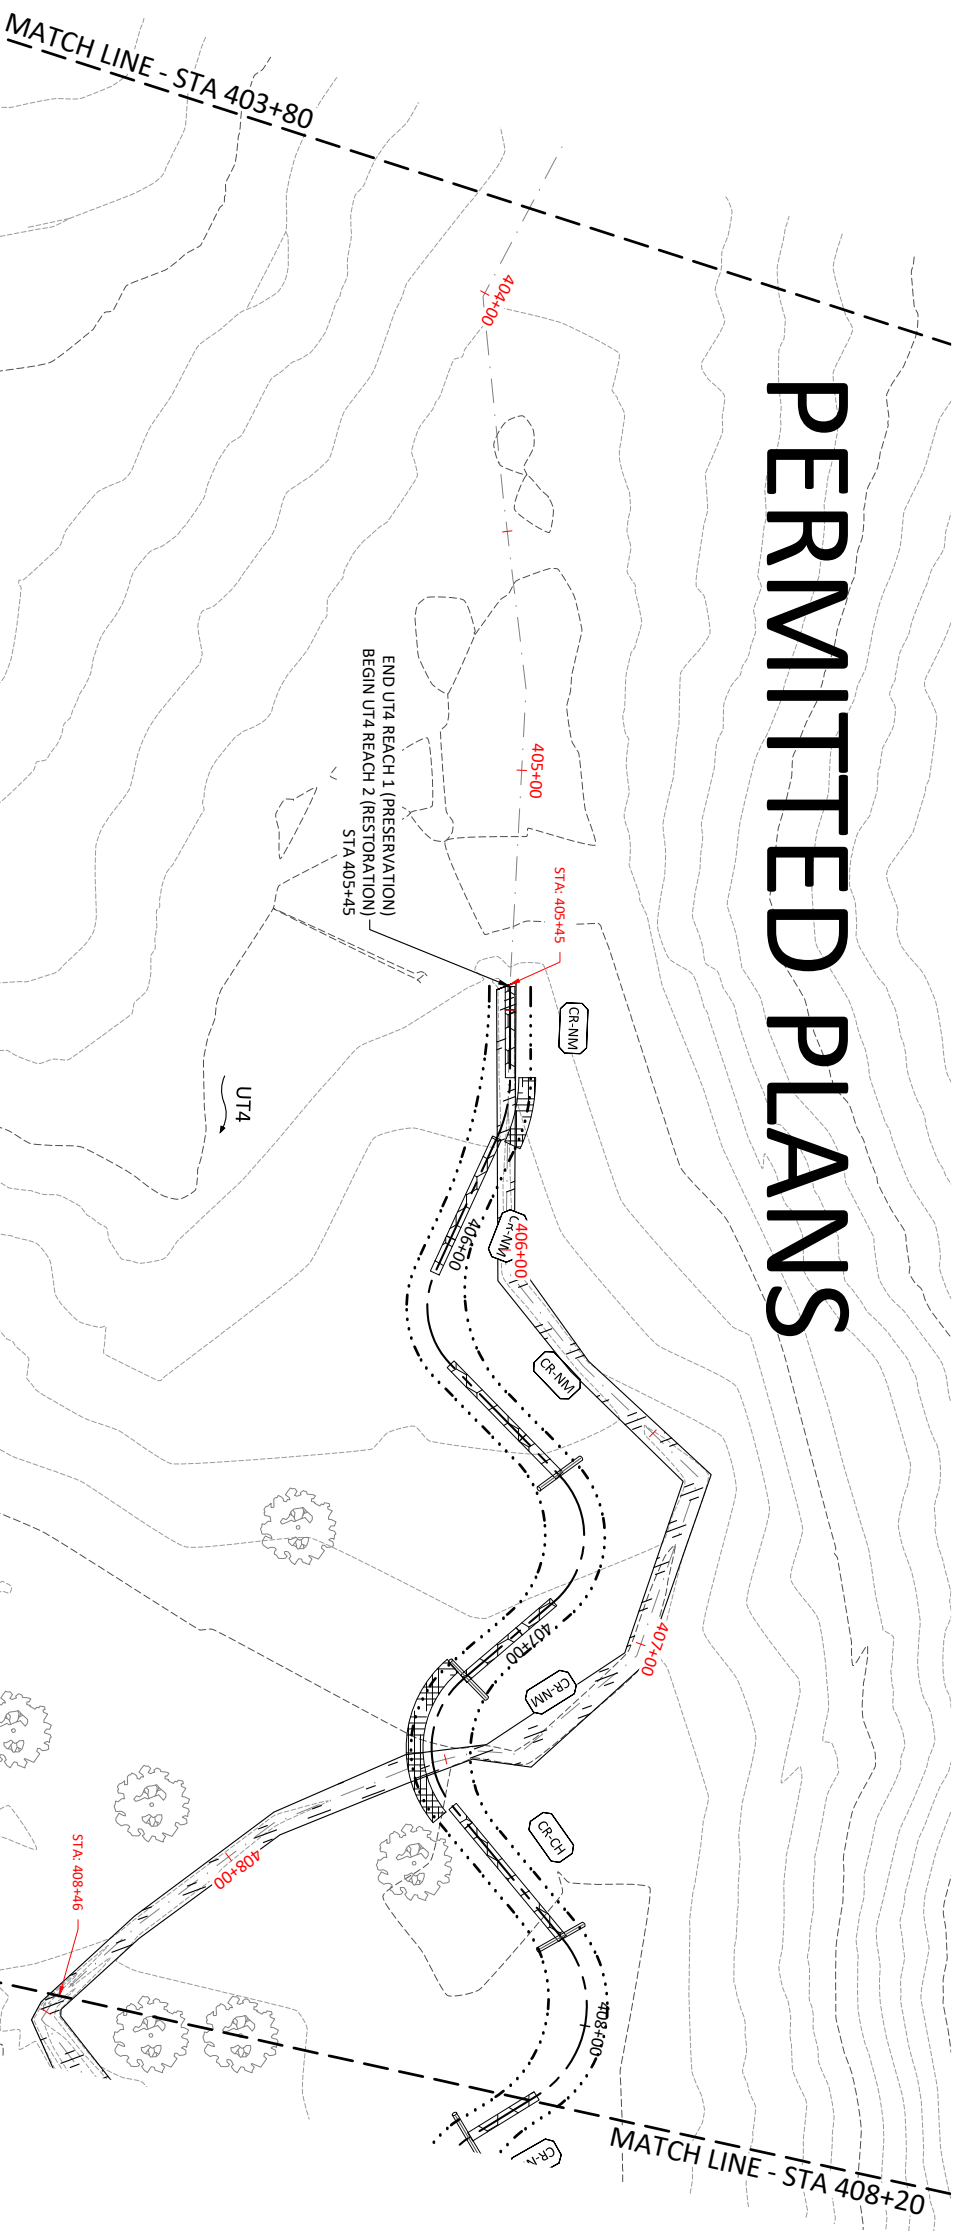 MATCH LINE - STA 403+80
404+00
PERMITTED PLANS
405+00
END UT4 REACH 1 (PRESERVATION)
BEGIN UT4 REACH 2 (RESTORATION)
STA 405+45
STA: 405+45
CR-NM
UT4
406+00
CR-NM
406+00
CR-NM
407+00
407+00
CR-NM
CR-CH
408+00
STA: 408+46
408+00
MATCH LINE - STA 408+20
CR-N